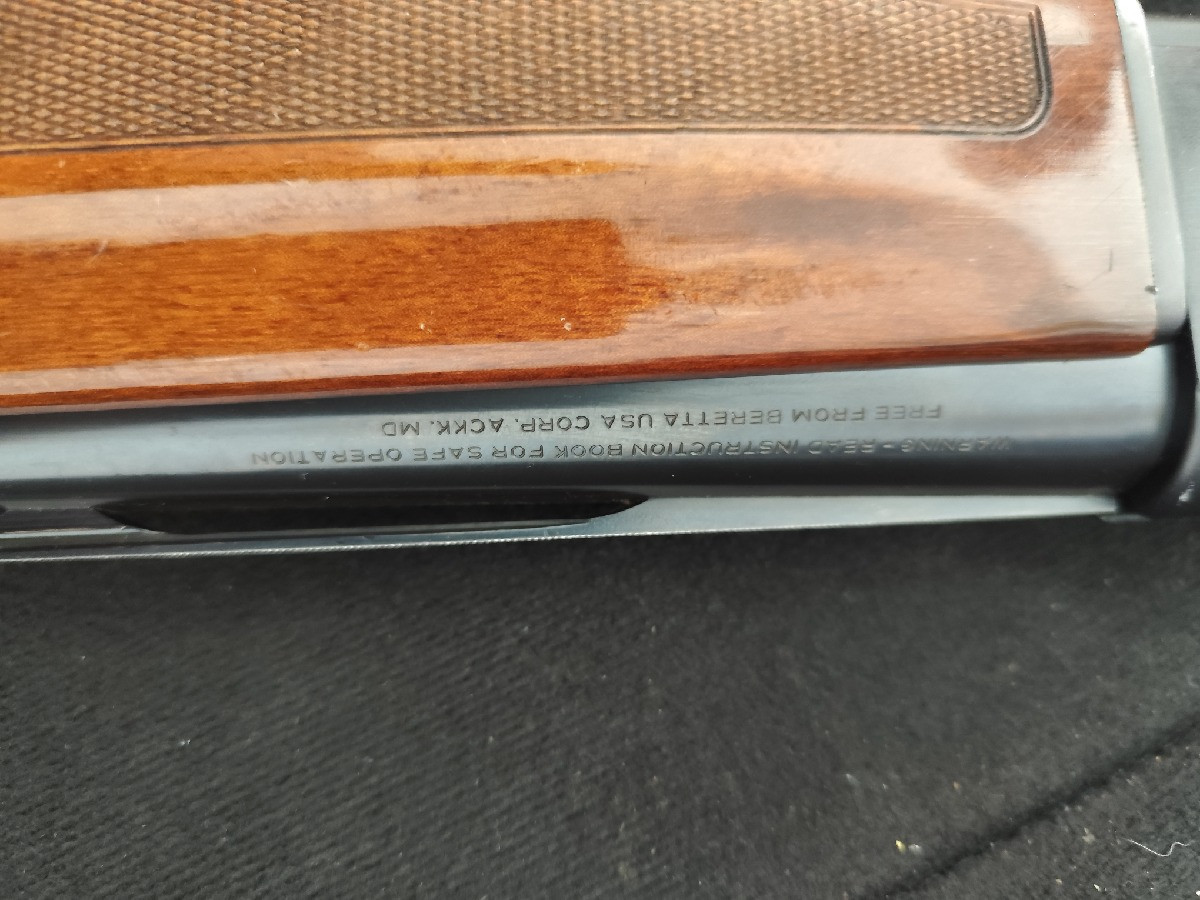 WARNING - READ INSTRUCTION BOOK FOR SAFE OPERATION
FREE FROM BERETTA USA CORP. ACKK. MD